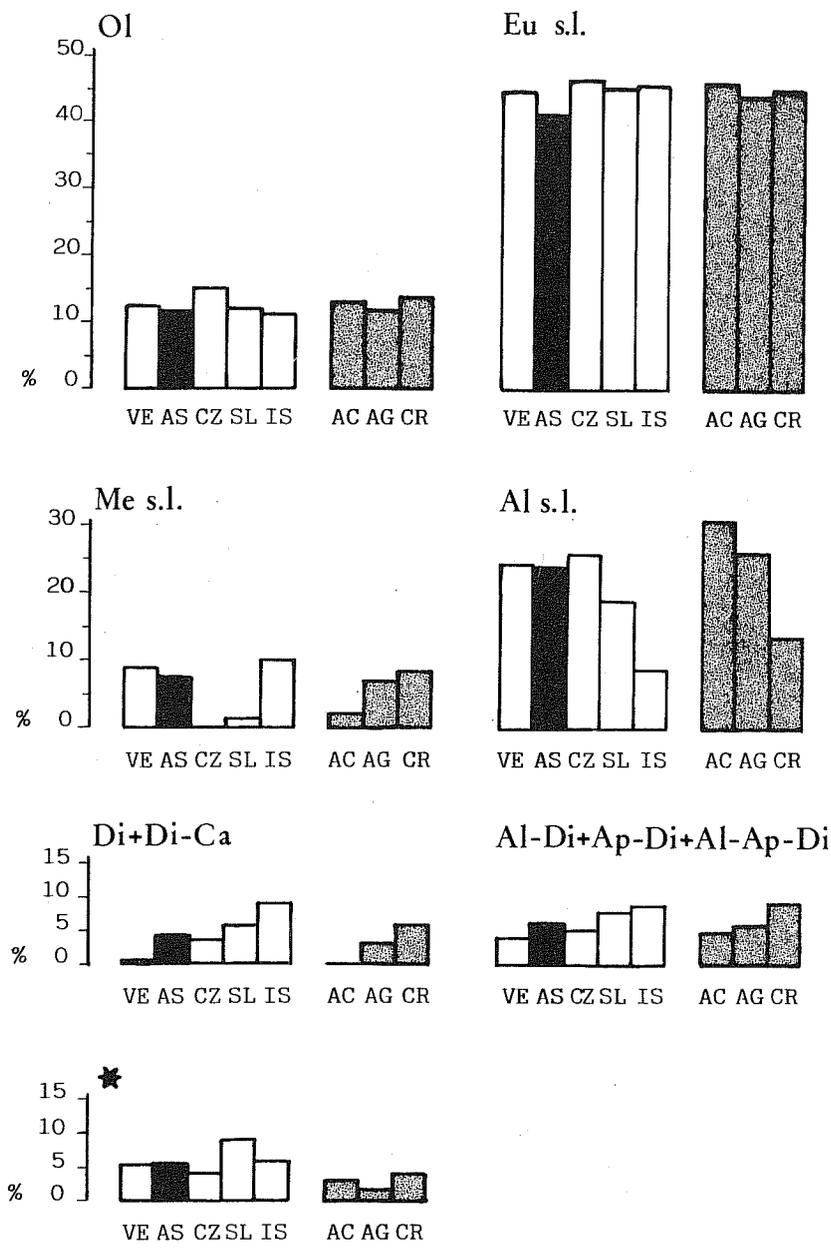 Ol
Eu s.l.
50
40
30
20
10
% 0
VE AS CZ SL IS
AC AG CR
VE AS CZ SL IS
AC AG CR
Me s.l.
Al s.l.
30
20
10
% 0
VE AS CZ SL IS
AC AG CR
VE AS CZ SL IS
AC AG CR
Di+Di-Ca
Al-Di+Ap-Di+Al-Ap-Di
15
10
5
% 0
VE AS CZ SL IS
AC AG CR
VE AS CZ SL IS
AC AG CR
★
15
10
5
% 0
VE AS CZ SL IS
AC AG CR